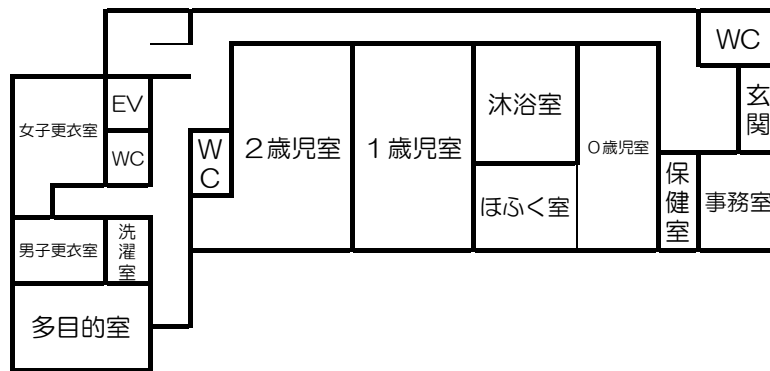 WC
玄関
EV
女子更衣室
WC
WC
2歳児室
1歳児室
沐浴室
0歳児室
ほふく室
保健室
事務室
男子更衣室
洗濯室
多目的室